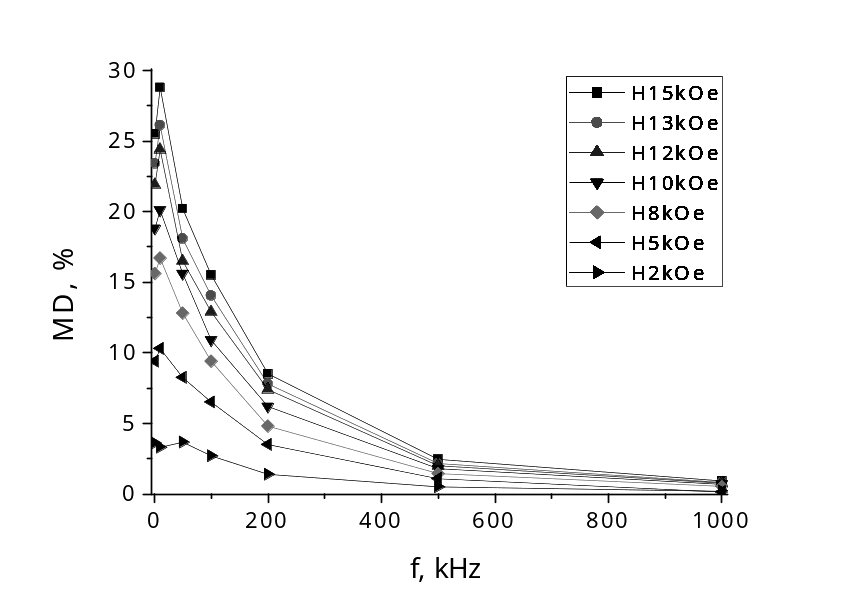 30
25
20
15
10
5
0
MD, %
0 200 400 600 800 1000
f, kHz
H15kOe
H13kOe
H12kOe
H10kOe
H8kOe
H5kOe
H2kOe